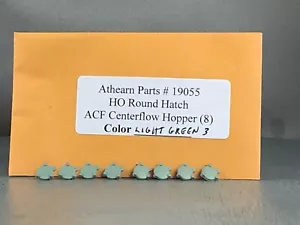 Athearn Parts # 19055
HO Round Hatch
ACF Centerflow Hopper (8)
Color LIGHT GREEN 3